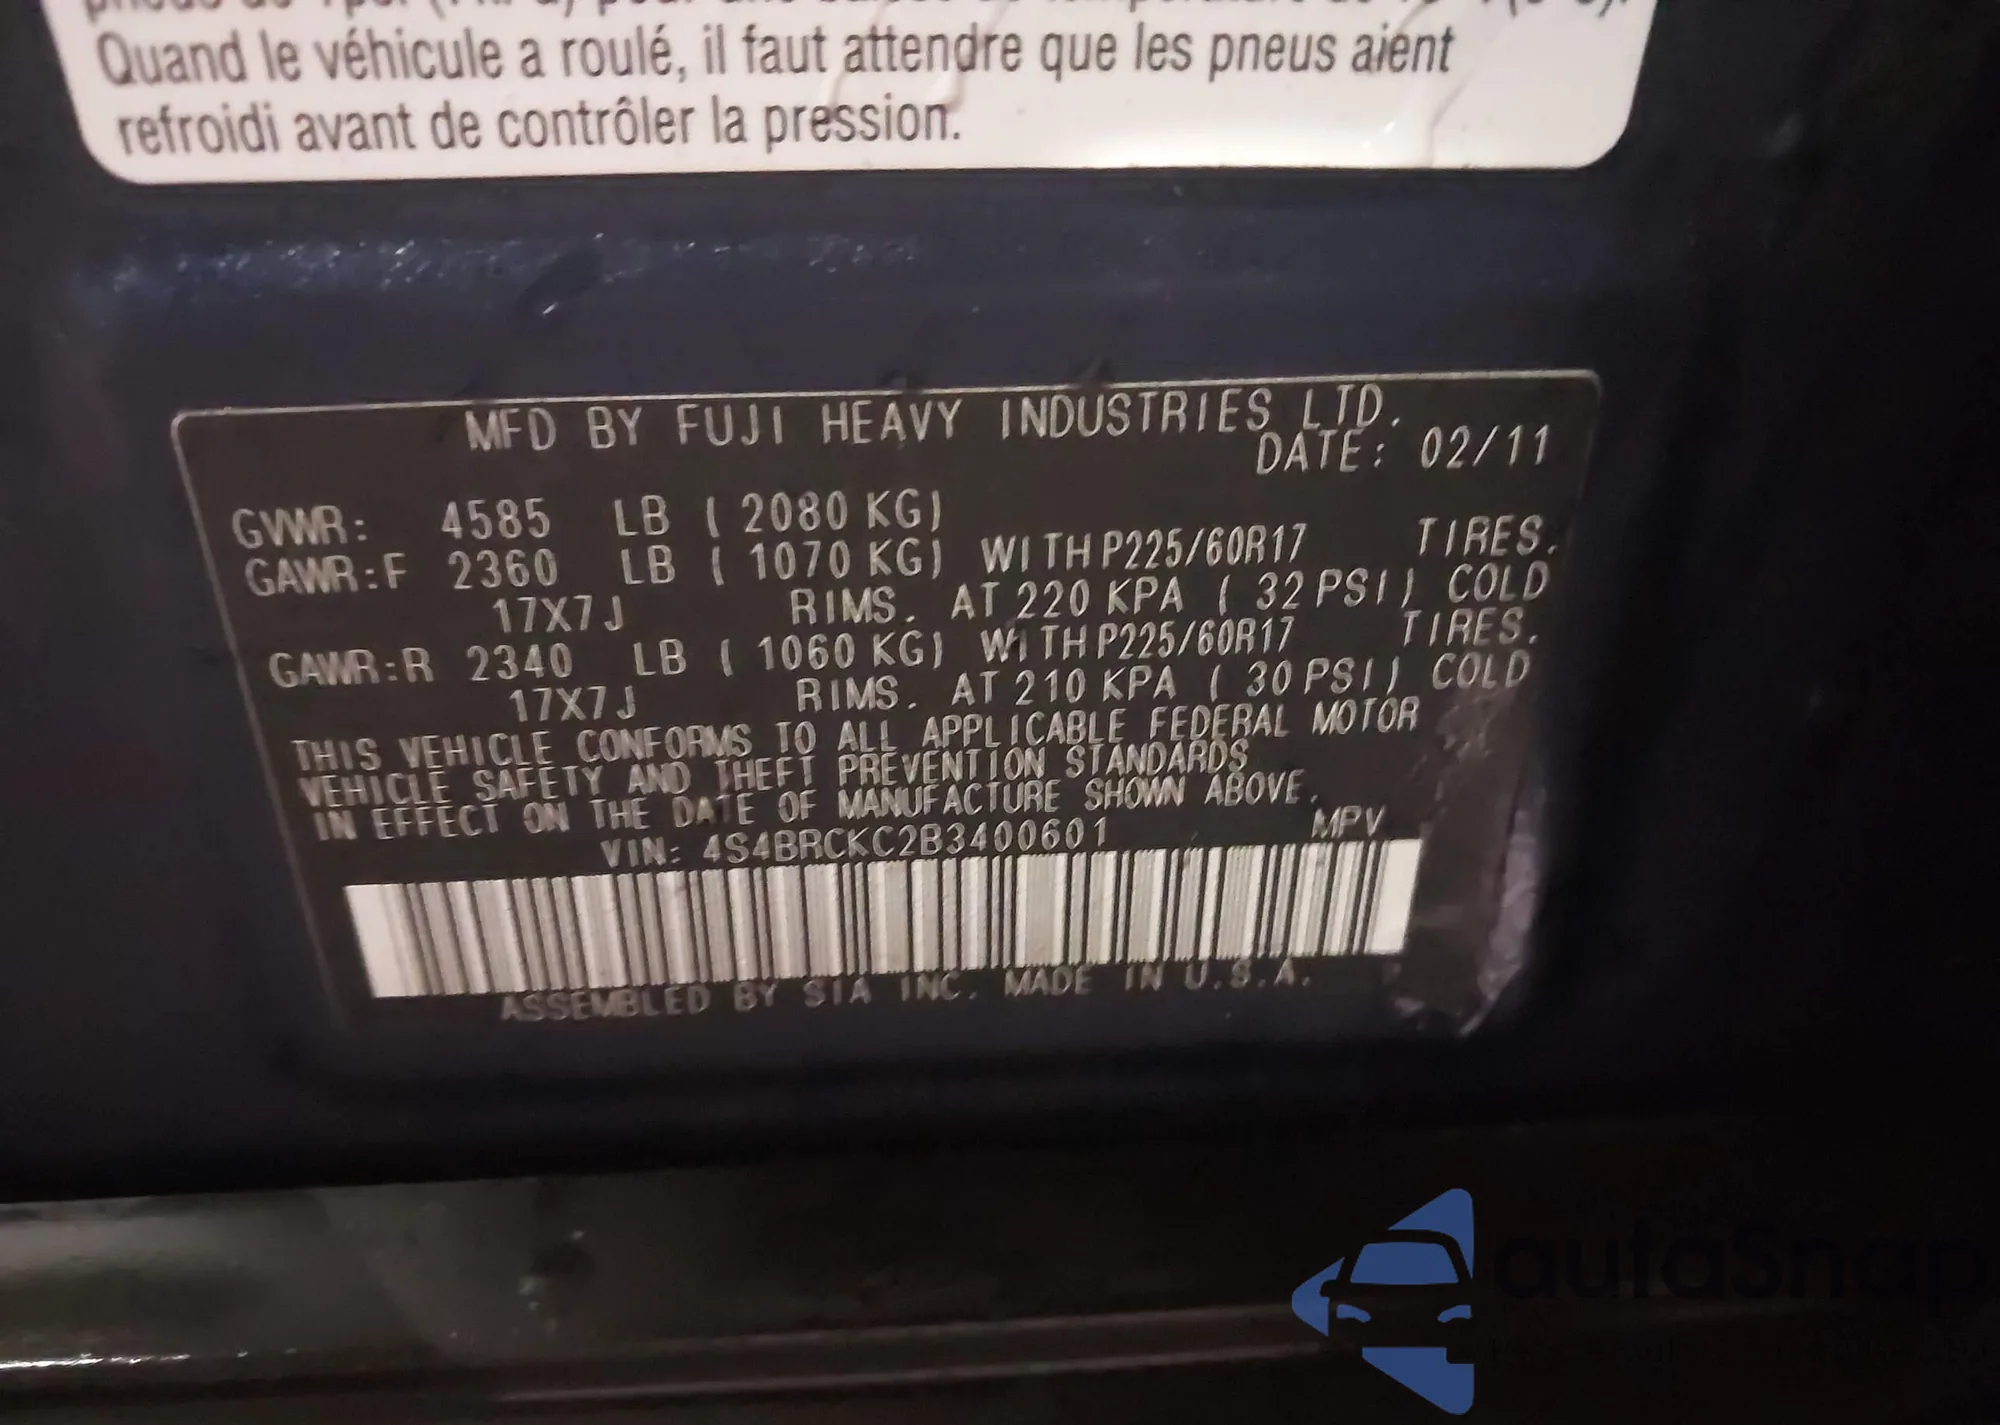 Quand le véhicule a roulé, il faut attendre que les pneus aient
refroidi avant de contrôler la pression.
MFD BY FUJI HEAVY INDUSTRIES LTD.
DATE: 02/11
GVWR: 4585 LB ( 2080 KG)
GAWR:F 2360 LB ( 1070 KG) WITH P225/60R17 TIRES.
17X7J RIMS. AT 220 KPA ( 32 PSI) COLD
GAWR:R 2340 LB ( 1060 KG) WITH P225/60R17 TIRES.
17X7J RIMS. AT 210 KPA ( 30 PSI) COLD
THIS VEHICLE CONFORMS TO ALL APPLICABLE FEDERAL MOTOR
VEHICLE SAFETY AND THEFT PREVENTION STANDARDS
IN EFFECT ON THE DATE OF MANUFACTURE SHOWN ABOVE.
VIN: 4S4BRCKC2B3400601 MPV
ASSEMBLED BY SIA INC. MADE IN U.S.A.
autoSnap